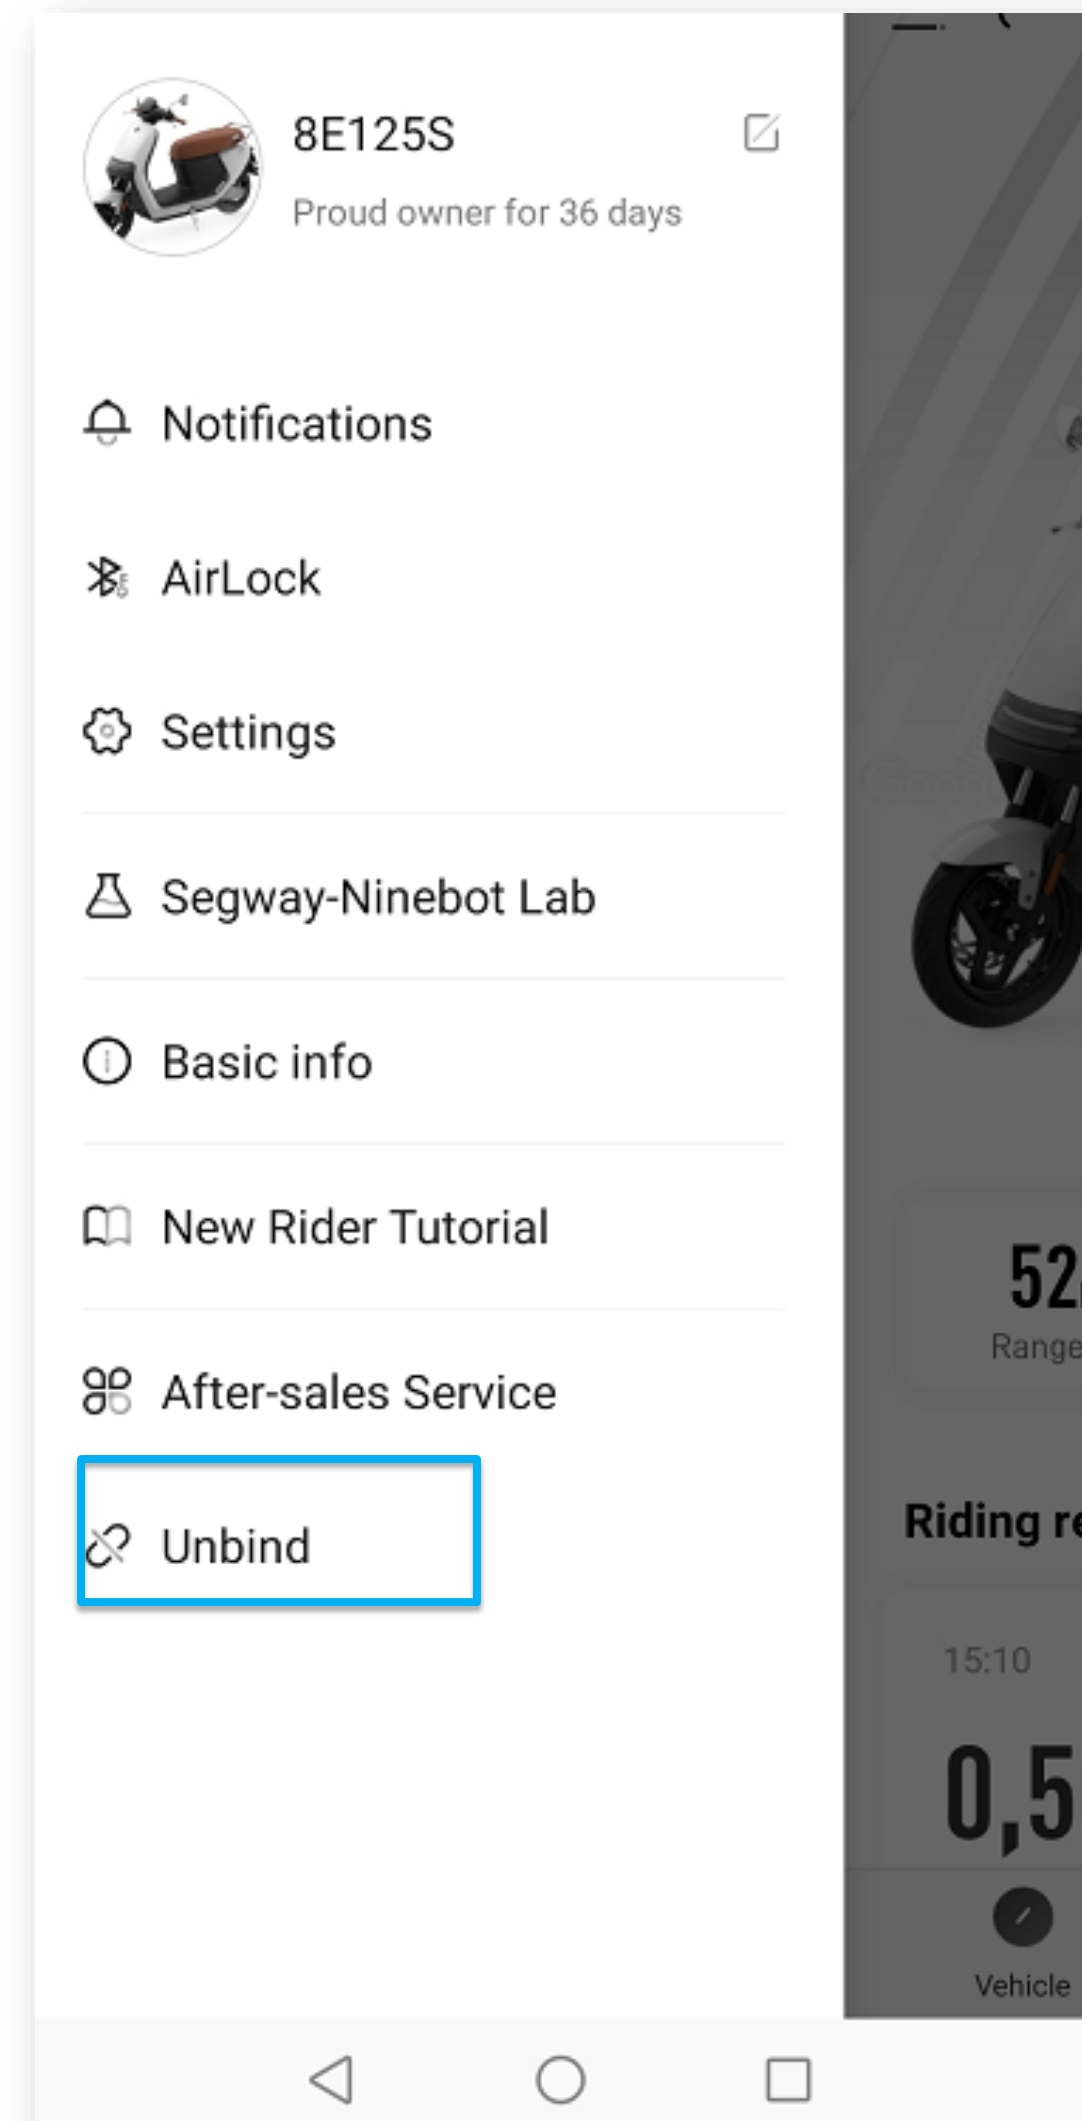 8E125S
Proud owner for 36 days
Notifications
AirLock
Settings
Segway-Ninebot Lab
Basic info
New Rider Tutorial
After-sales Service
Unbind
52
Range
Riding re
15:10
0,5
Vehicle